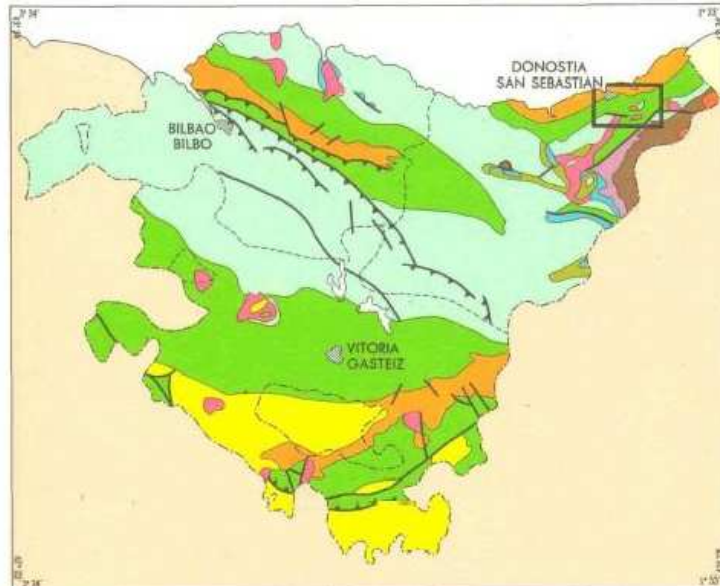 DONOSTIA
SAN SEBASTIAN
BILBAO
BILBO
VITORIA
GASTEIZ